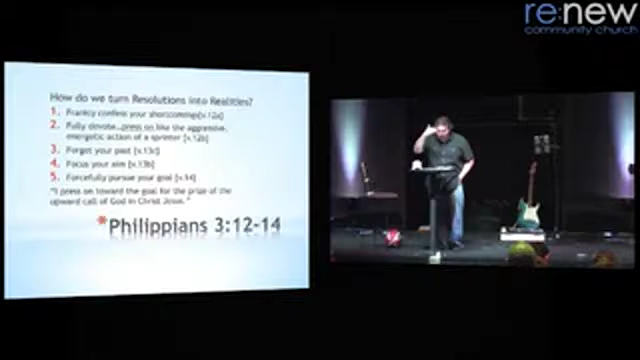 re:new
community church
How do we turn Resolutions into Realities?
1. Frankly confess your shortcomings[v.12a]
2. Fully devote...press on like the aggressive,
energetic action of a sprinter [v.12b]
3. Forget your past [v.13c]
4. Focus your aim [v.13b]
5. Forcefully pursue your goal [v.14]
"I press on toward the goal for the prize of the
upward call of God in Christ Jesus."
*Philippians 3:12-14